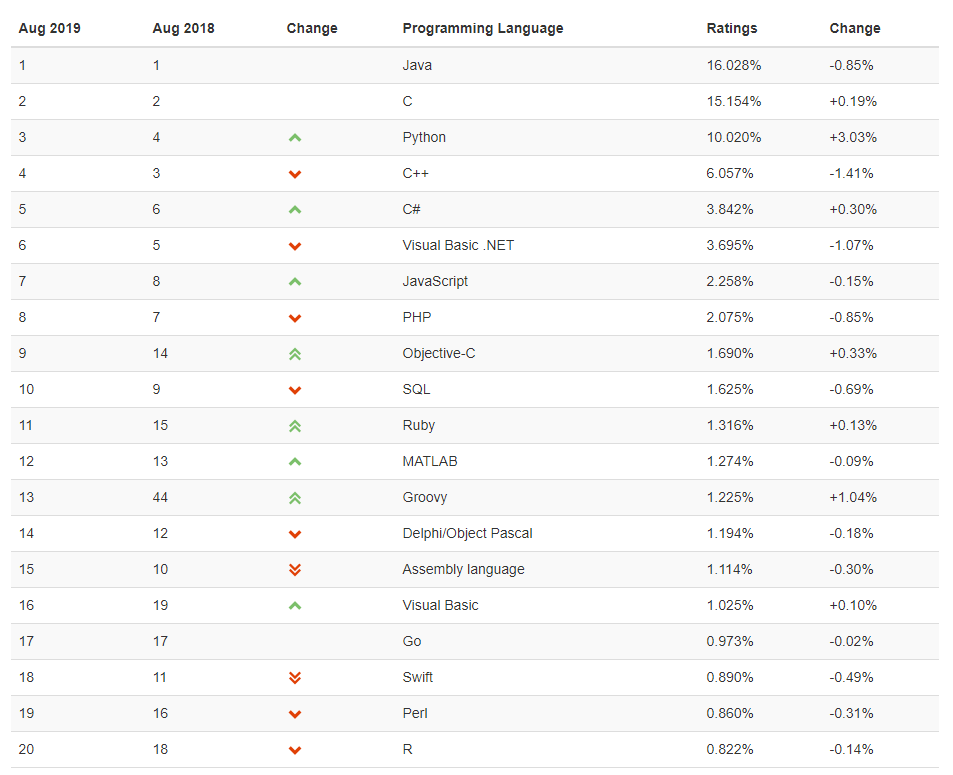 Aug 2019 Aug 2018 Change Programming Language Ratings Change
1 1 Java 16.028% -0.85%
2 2 C 15.154% +0.19%
3 4 Python 10.020% +3.03%
4 3 C++ 6.057% -1.41%
5 6 C# 3.842% +0.30%
6 5 Visual Basic .NET 3.695% -1.07%
7 8 JavaScript 2.258% -0.15%
8 7 PHP 2.075% -0.85%
9 14 Objective-C 1.690% +0.33%
10 9 SQL 1.625% -0.69%
11 15 Ruby 1.316% +0.13%
12 13 MATLAB 1.274% -0.09%
13 44 Groovy 1.225% +1.04%
14 12 Delphi/Object Pascal 1.194% -0.18%
15 10 Assembly language 1.114% -0.30%
16 19 Visual Basic 1.025% +0.10%
17 17 Go 0.973% -0.02%
18 11 Swift 0.890% -0.49%
19 16 Perl 0.860% -0.31%
20 18 R 0.822% -0.14%